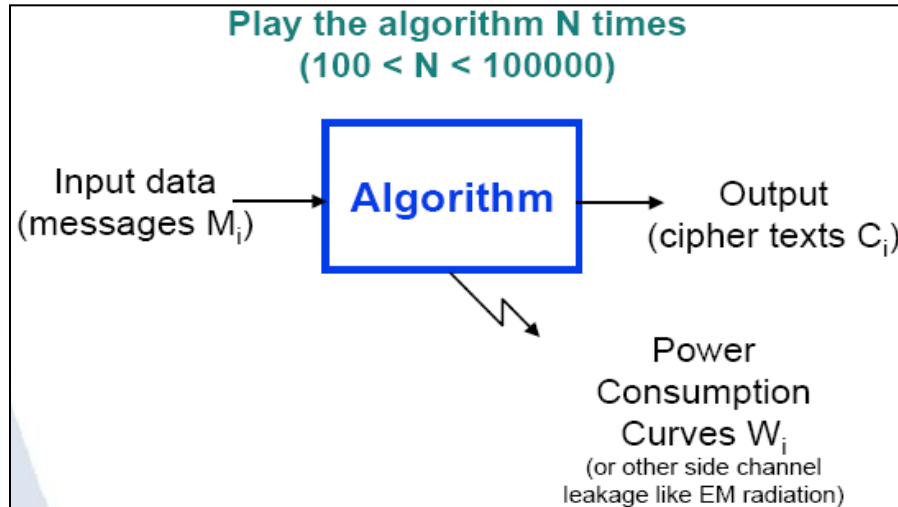 Play the algorithm N times
(100 < N < 100000)
Input data
(messages Mᵢ)
Algorithm
Output
(cipher texts Cᵢ)
Power
Consumption
Curves Wᵢ
(or other side channel
leakage like EM radiation)